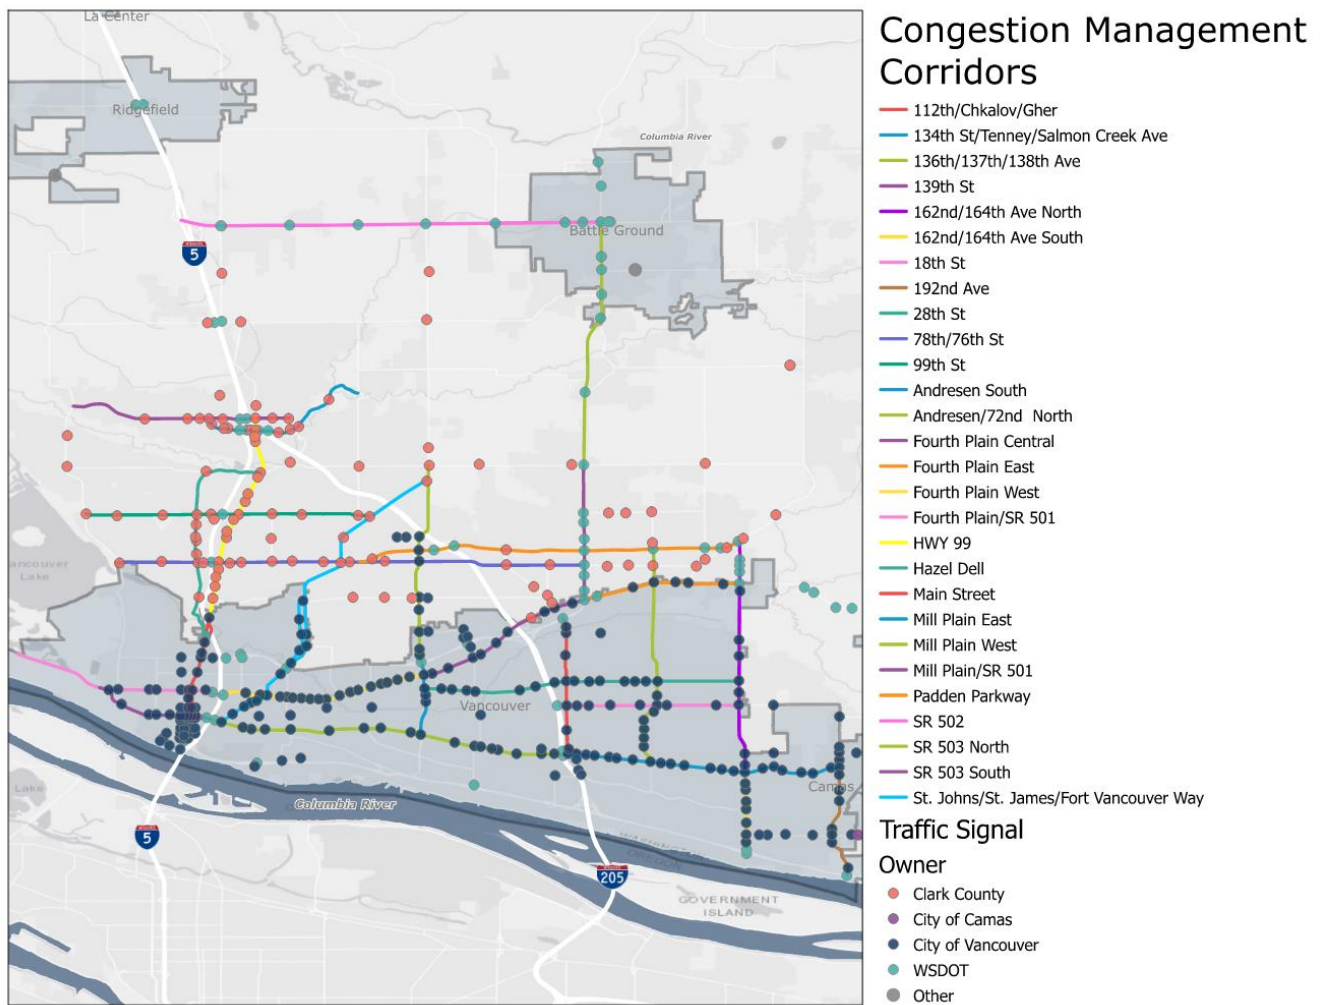 La Center
Ridgefield
Columbia River
Battle Ground
5
ancouver
Lake
Vancouver
Camas
Lake
Columbia River
5
WASHINGTON
OREGON
205
GOVERNMENT
ISLAND
Congestion Management
Corridors
112th/Chkalov/Gher
134th St/Tenney/Salmon Creek Ave
136th/137th/138th Ave
139th St
162nd/164th Ave North
162nd/164th Ave South
18th St
192nd Ave
28th St
78th/76th St
99th St
Andresen South
Andresen/72nd  North
Fourth Plain Central
Fourth Plain East
Fourth Plain West
Fourth Plain/SR 501
HWY 99
Hazel Dell
Main Street
Mill Plain East
Mill Plain West
Mill Plain/SR 501
Padden Parkway
SR 502
SR 503 North
SR 503 South
St. Johns/St. James/Fort Vancouver Way
Traffic Signal
Owner
Clark County
City of Camas
City of Vancouver
WSDOT
Other